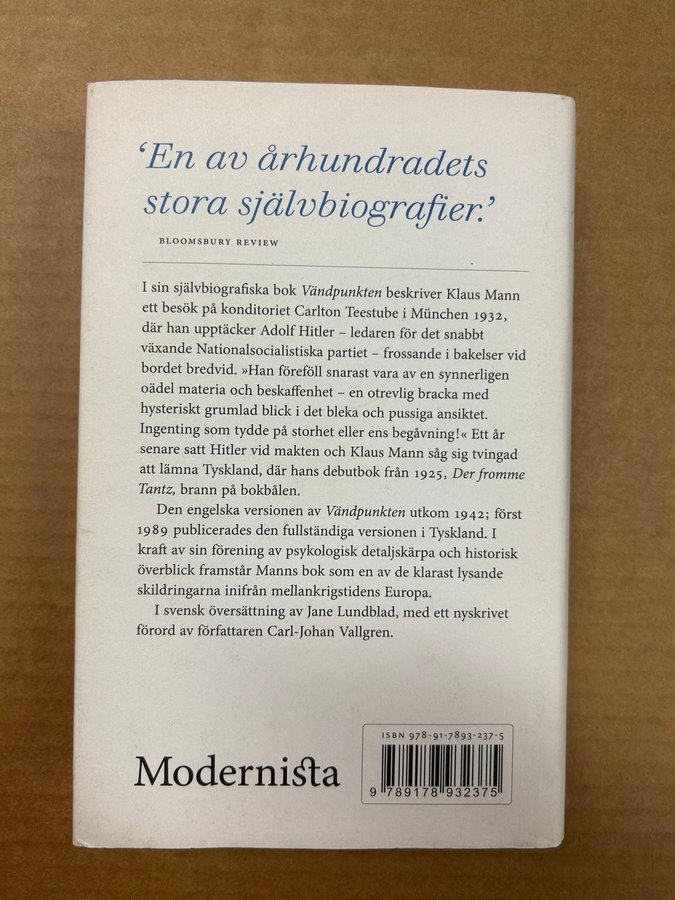 ‘En av århundradets
stora självbiografier.’
BLOOMSBURY REVIEW
I sin självbiografiska bok Vändpunkten beskriver Klaus Mann
ett besök på konditoriet Carlton Teestube i München 1932,
där han upptäcker Adolf Hitler – ledaren för det snabbt
växande Nationalsocialistiska partiet – frossande i bakelser vid
bordet bredvid. »Han föreföll snarast vara av en synnerligen
oädel materia och beskaffenhet – en otrevlig bracka med
hysteriskt grumlad blick i det bleka och pussiga ansiktet.
Ingenting som tydde på storhet eller ens begåvning!« Ett år
senare satt Hitler vid makten och Klaus Mann såg sig tvingad
att lämna Tyskland, där hans debutbok från 1925, Der fromme
Tantz, brann på bokbålen.
Den engelska versionen av Vändpunkten utkom 1942; först
1989 publicerades den fullständiga versionen i Tyskland. I
kraft av sin förening av psykologisk detaljskärpa och historisk
överblick framstår Manns bok som en av de klarast lysande
skildringarna inifrån mellankrigstidens Europa.
I svensk översättning av Jane Lundblad, med ett nyskrivet
förord av författaren Carl-Johan Vallgren.
Modernista
ISBN 978-91-7893-237-5
9 789178 932375